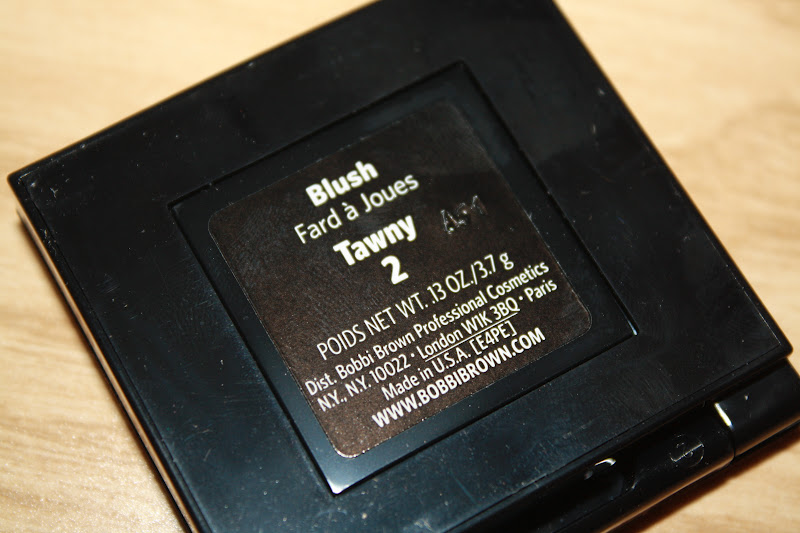 Blush
Fard à Joues
Tawny
2
POIDS NET WT. .13 OZ./3.7 g
Dist. Bobbi Brown Professional Cosmetics
N.Y., N.Y. 10022 · London W1K 3BQ · Paris
Made in U.S.A. [E4PE]
WWW.BOBBIBROWN.COM